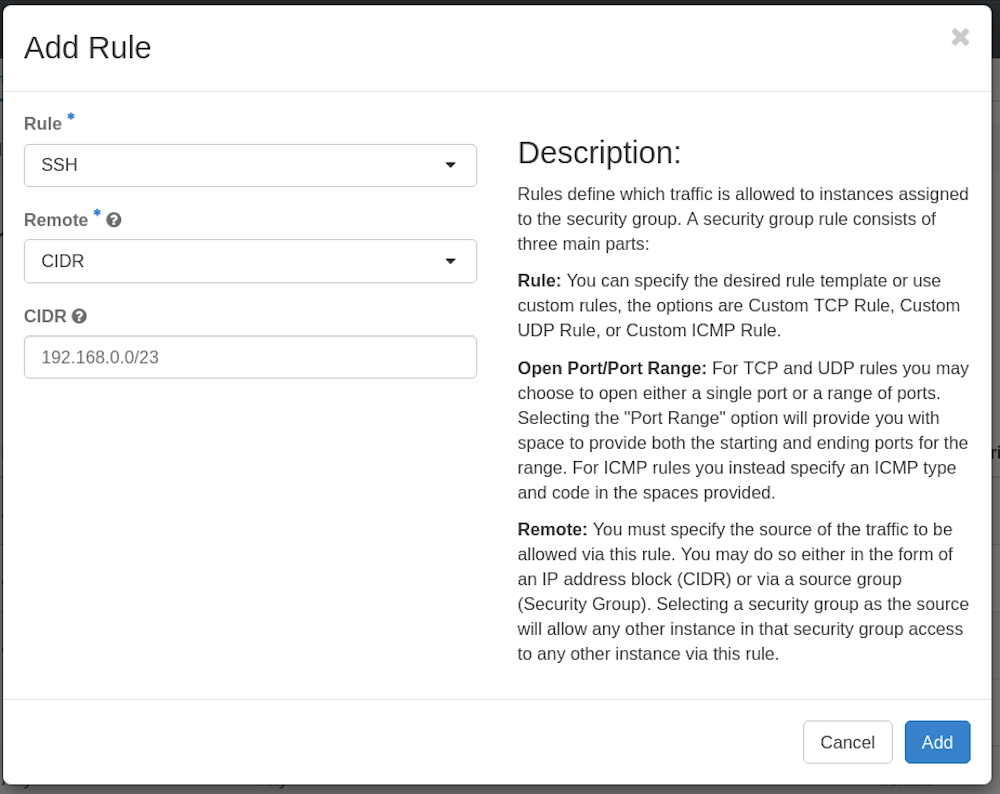 Add Rule
Rule *
SSH
Remote *
CIDR
CIDR
192.168.0.0/23
Description:
Rules define which traffic is allowed to instances assigned
to the security group. A security group rule consists of
three main parts:
Rule: You can specify the desired rule template or use
custom rules, the options are Custom TCP Rule, Custom
UDP Rule, or Custom ICMP Rule.
Open Port/Port Range: For TCP and UDP rules you may
choose to open either a single port or a range of ports.
Selecting the "Port Range" option will provide you with
space to provide both the starting and ending ports for the
range. For ICMP rules you instead specify an ICMP type
and code in the spaces provided.
Remote: You must specify the source of the traffic to be
allowed via this rule. You may do so either in the form of
an IP address block (CIDR) or via a source group
(Security Group). Selecting a security group as the source
will allow any other instance in that security group access
to any other instance via this rule.
Cancel
Add